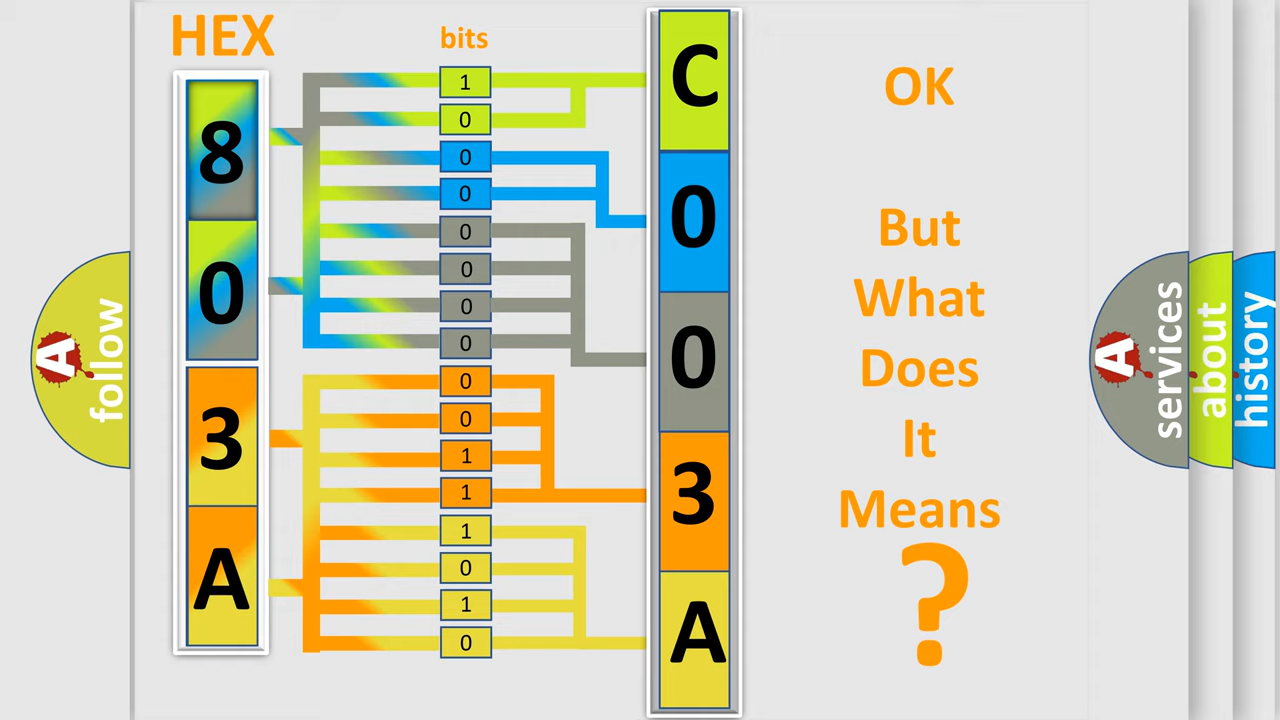 HEX
bits
8
0
3
A
1
0
0
0
0
0
0
0
0
0
1
1
1
0
1
0
C
0
0
3
A
OK
But
What
Does
It
Means
?
A
follow
A
services
about
history